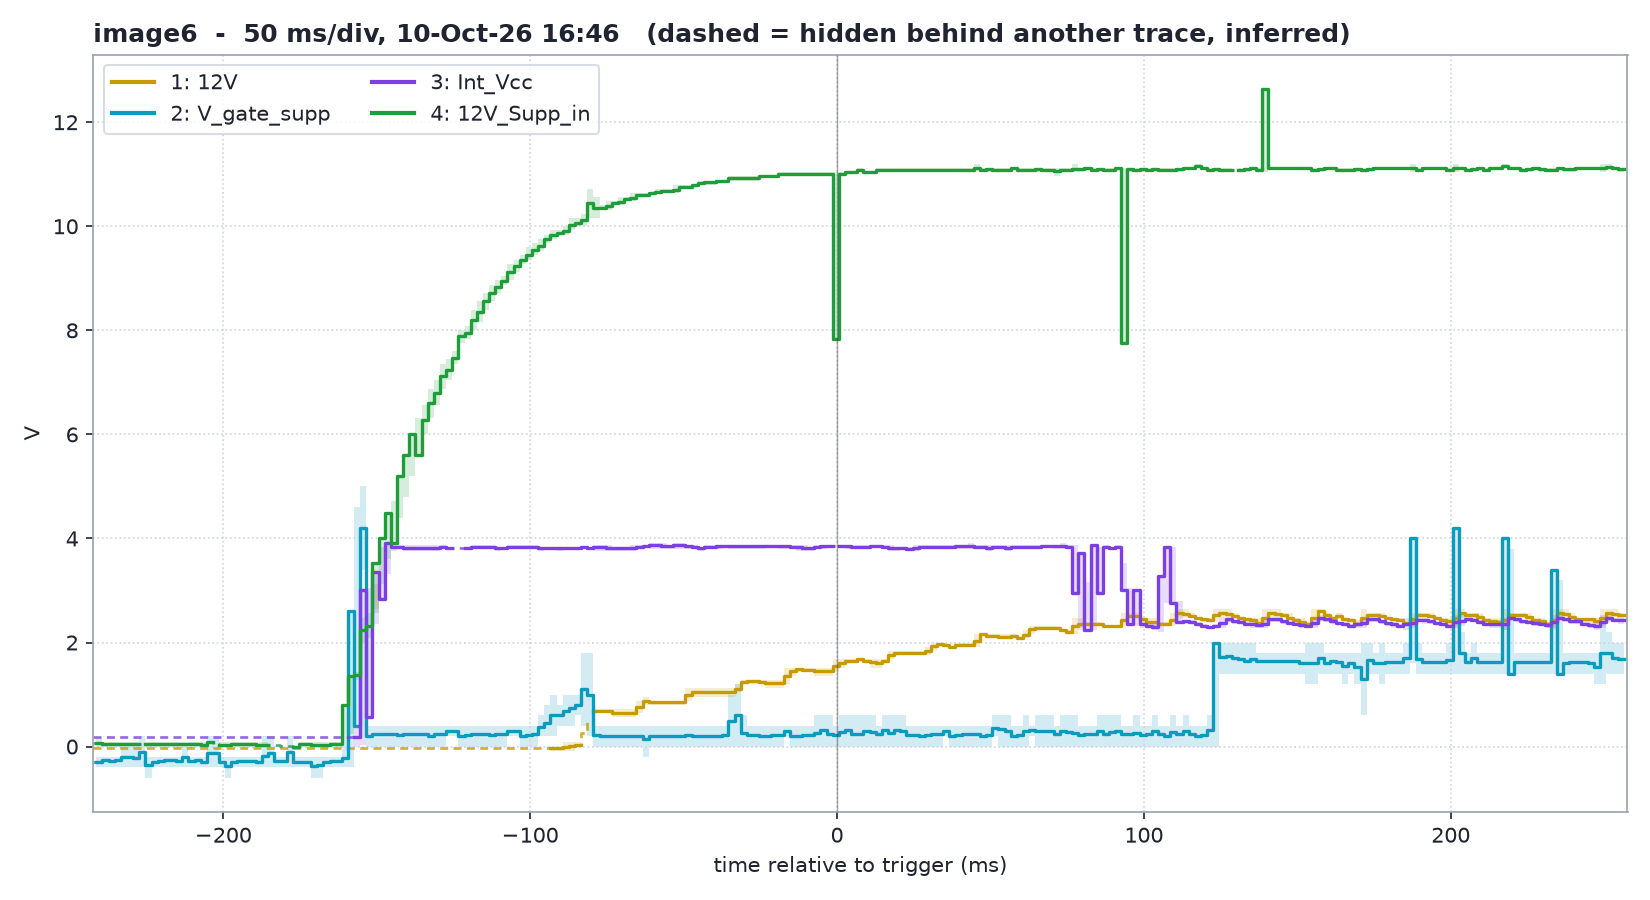 image6  -  50 ms/div, 10-Oct-26 16:46   (dashed = hidden behind another trace, inferred)
1: 12V
2: V_gate_supp
3: Int_Vcc
4: 12V_Supp_in
12
10
8
6
4
2
0
V
−200
−100
0
100
200
time relative to trigger (ms)